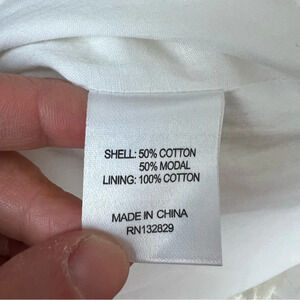 SHELL: 50% COTTON
50% MODAL
LINING: 100% COTTON
MADE IN CHINA
RN132829